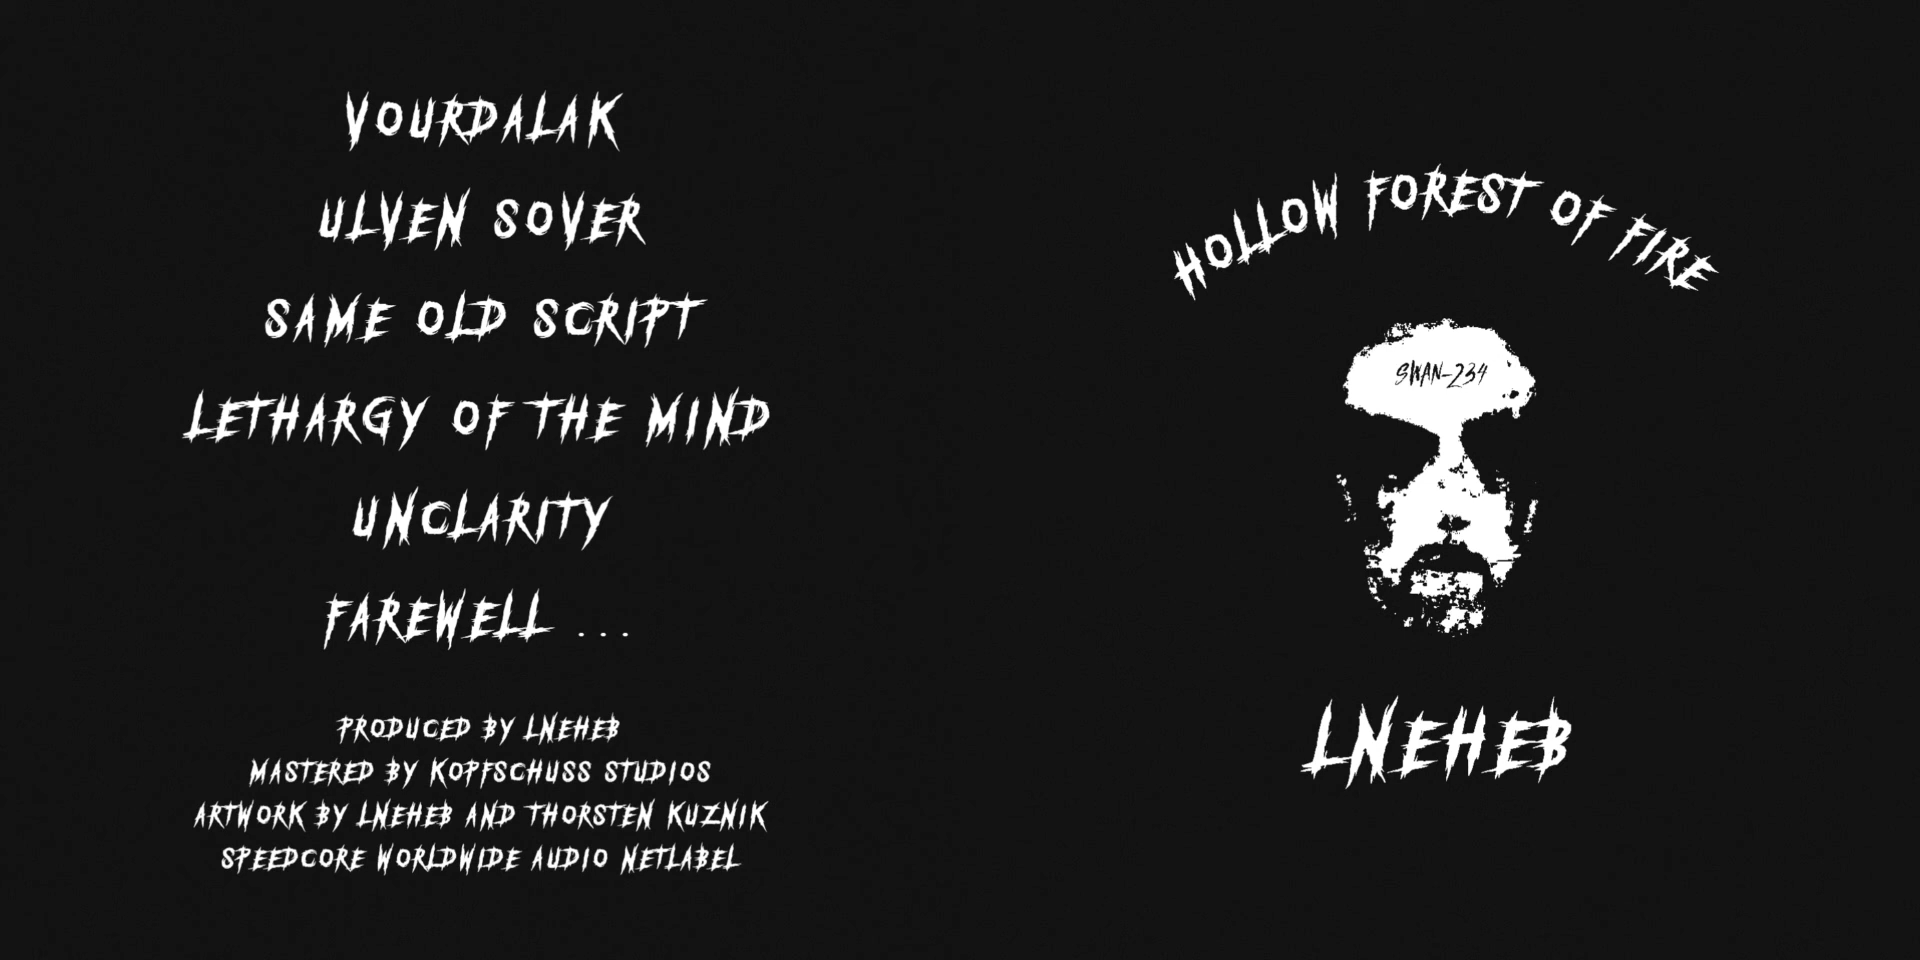 VOURDALAK
ULVEN SOVER
SAME OLD SCRIPT
LETHARGY OF THE MIND
UNCLARITY
FAREWELL ...
PRODUCED BY LNEHEB
MASTERED BY KOPFSCHUSS STUDIOS
ARTWORK BY LNEHEB AND THORSTEN KUZNIK
SPEEDCORE WORLDWIDE AUDIO NETLABEL
HOLLOW FOREST OF FIRE
SWAN-234
LNEHEB